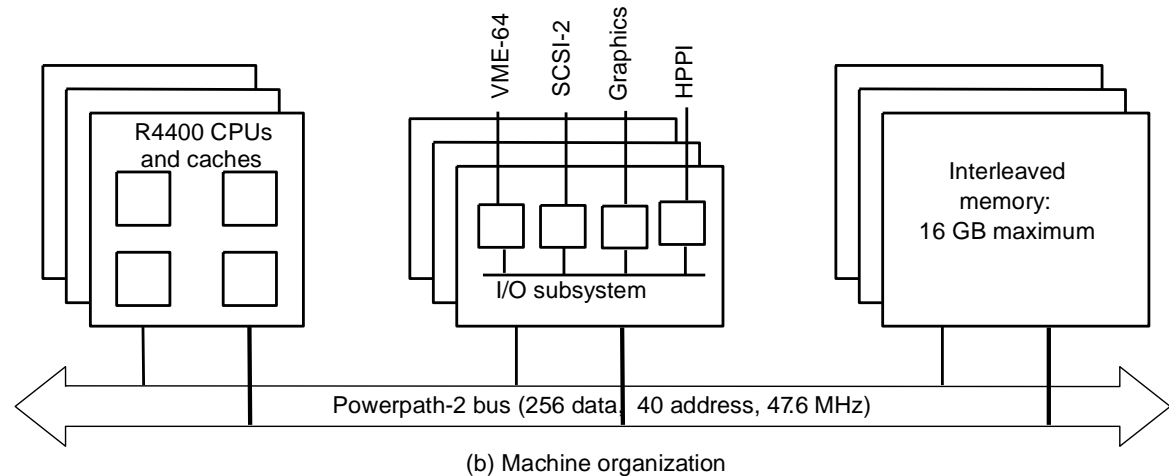 VME-64
SCSI-2
Graphics
HPPI
R4400 CPUs
and caches
I/O subsystem
Interleaved
memory:
16 GB maximum
Powerpath-2 bus (256 data, 40 address, 47.6 MHz)
(b) Machine organization